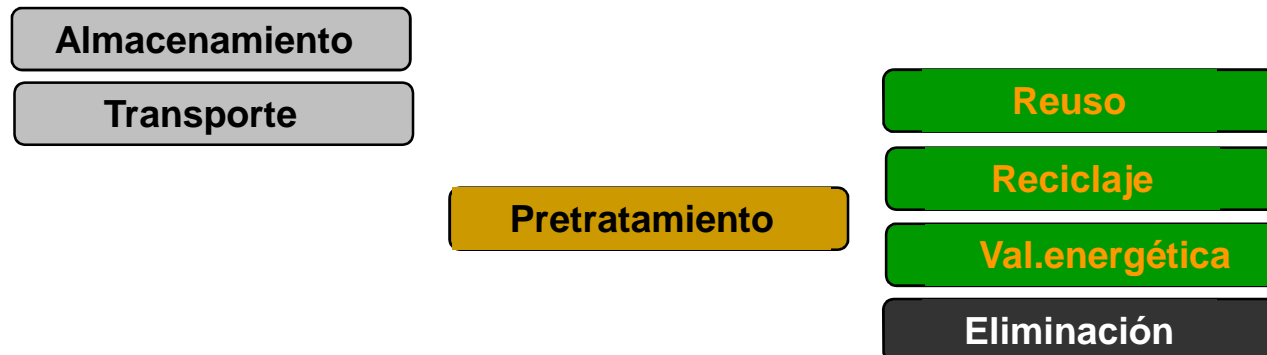 Almacenamiento
Transporte
Pretratamiento
Reuso
Reciclaje
Val.energética
Eliminación